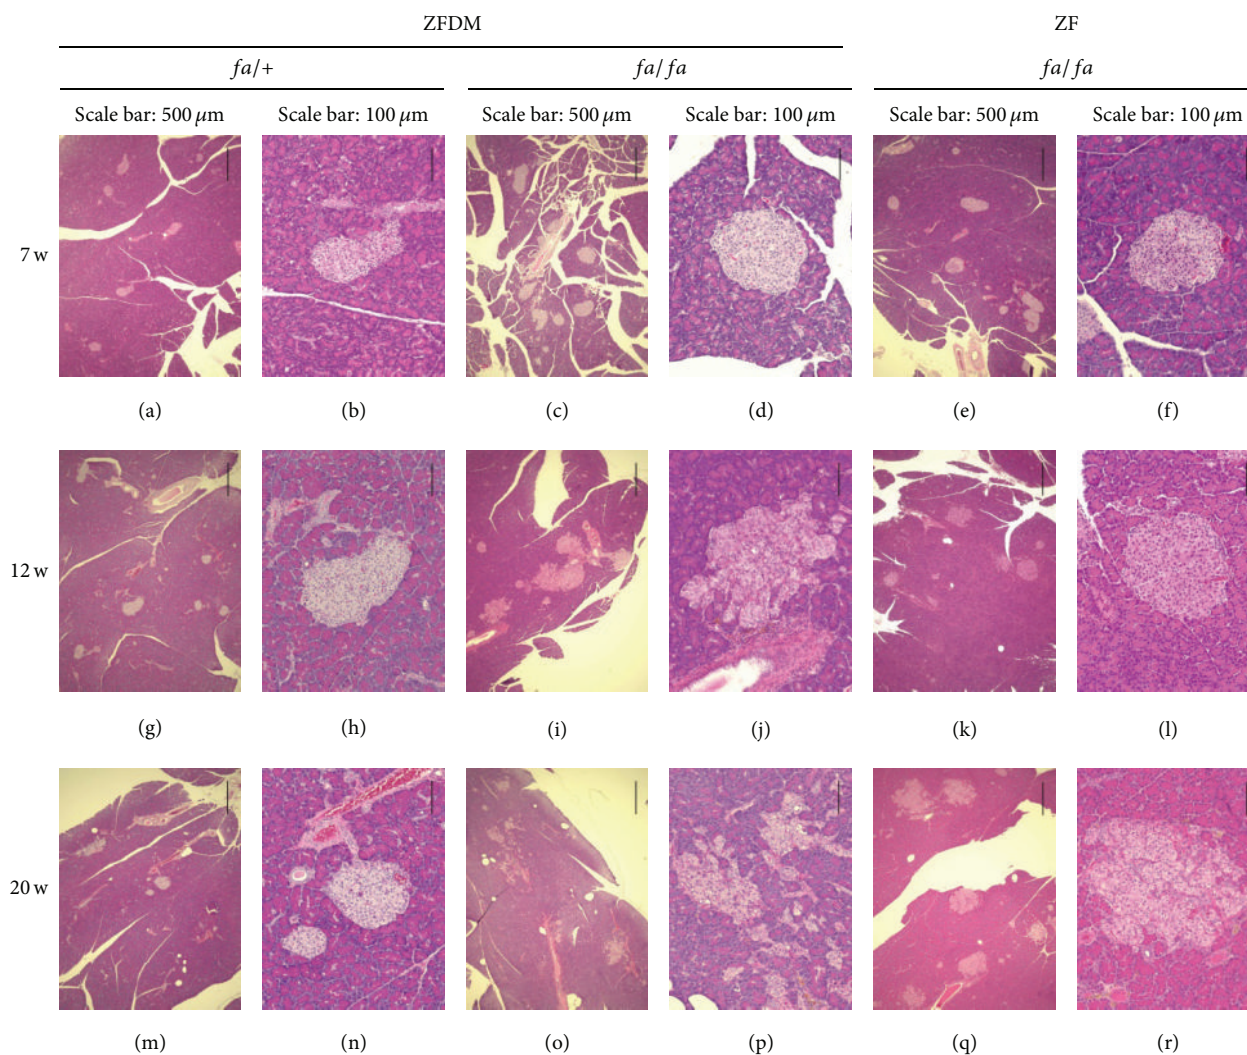 ZFDM ZF
fa/+ fa/fa fa/fa
Scale bar: 500 μm Scale bar: 100 μm Scale bar: 500 μm Scale bar: 100 μm Scale bar: 500 μm Scale bar: 100 μm
7 w
(a) (b) (c) (d) (e) (f)
12 w
(g) (h) (i) (j) (k) (l)
20 w
(m) (n) (o) (p) (q) (r)